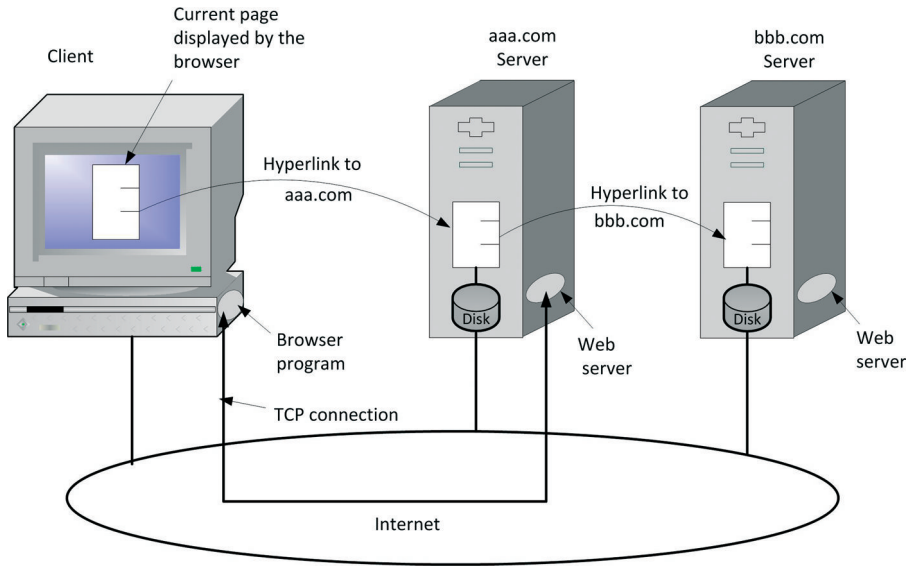 Current page
displayed by the
browser
Client
aaa.com
Server
bbb.com
Server
Hyperlink to
aaa.com
Hyperlink to
bbb.com
Disk
Disk
Browser
program
Web
server
Web
server
TCP connection
Internet